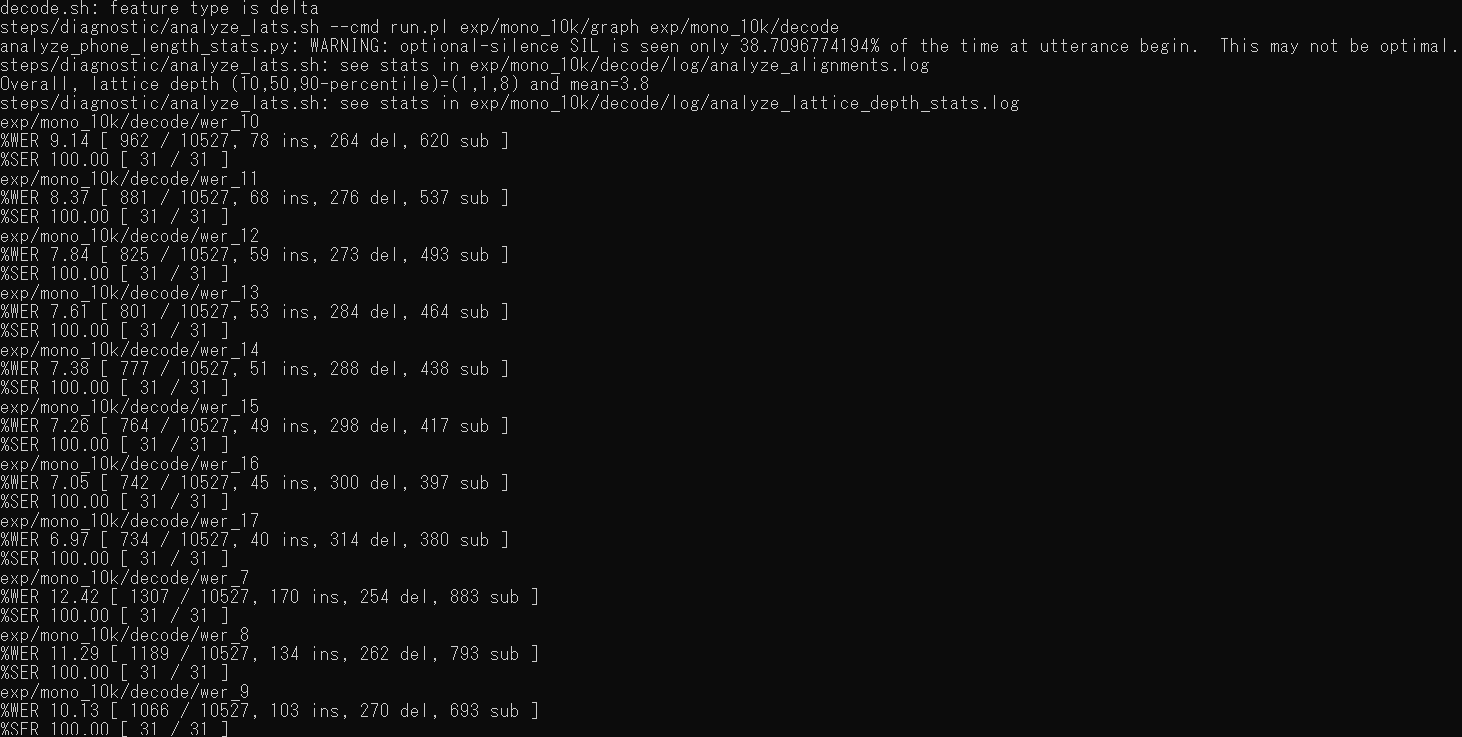 decode.sh: feature type is delta
steps/diagnostic/analyze_lats.sh --cmd run.pl exp/mono_10k/graph exp/mono_10k/decode
analyze_phone_length_stats.py: WARNING: optional-silence SIL is seen only 38.7096774194% of the time at utterance begin.  This may not be optimal.
steps/diagnostic/analyze_lats.sh: see stats in exp/mono_10k/decode/log/analyze_alignments.log
Overall, lattice depth (10,50,90-percentile)=(1,1,8) and mean=3.8
steps/diagnostic/analyze_lats.sh: see stats in exp/mono_10k/decode/log/analyze_lattice_depth_stats.log
exp/mono_10k/decode/wer_10
%WER 9.14 [ 962 / 10527, 78 ins, 264 del, 620 sub ]
%SER 100.00 [ 31 / 31 ]
exp/mono_10k/decode/wer_11
%WER 8.37 [ 881 / 10527, 68 ins, 276 del, 537 sub ]
%SER 100.00 [ 31 / 31 ]
exp/mono_10k/decode/wer_12
%WER 7.84 [ 825 / 10527, 59 ins, 273 del, 493 sub ]
%SER 100.00 [ 31 / 31 ]
exp/mono_10k/decode/wer_13
%WER 7.61 [ 801 / 10527, 53 ins, 284 del, 464 sub ]
%SER 100.00 [ 31 / 31 ]
exp/mono_10k/decode/wer_14
%WER 7.38 [ 777 / 10527, 51 ins, 288 del, 438 sub ]
%SER 100.00 [ 31 / 31 ]
exp/mono_10k/decode/wer_15
%WER 7.26 [ 764 / 10527, 49 ins, 298 del, 417 sub ]
%SER 100.00 [ 31 / 31 ]
exp/mono_10k/decode/wer_16
%WER 7.05 [ 742 / 10527, 45 ins, 300 del, 397 sub ]
%SER 100.00 [ 31 / 31 ]
exp/mono_10k/decode/wer_17
%WER 6.97 [ 734 / 10527, 40 ins, 314 del, 380 sub ]
%SER 100.00 [ 31 / 31 ]
exp/mono_10k/decode/wer_7
%WER 12.42 [ 1307 / 10527, 170 ins, 254 del, 883 sub ]
%SER 100.00 [ 31 / 31 ]
exp/mono_10k/decode/wer_8
%WER 11.29 [ 1189 / 10527, 134 ins, 262 del, 793 sub ]
%SER 100.00 [ 31 / 31 ]
exp/mono_10k/decode/wer_9
%WER 10.13 [ 1066 / 10527, 103 ins, 270 del, 693 sub ]
%SER 100.00 [ 31 / 31 ]